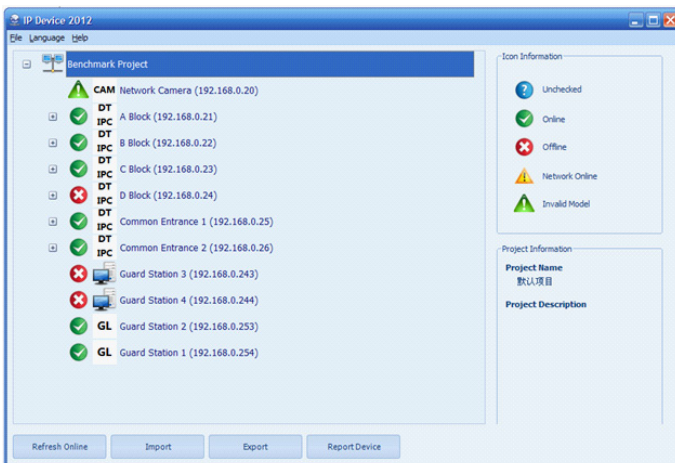 IP Device 2012
File Language Help
Benchmark Project
CAM Network Camera (192.168.0.20)
DT
IPC A Block (192.168.0.21)
DT
IPC B Block (192.168.0.22)
DT
IPC C Block (192.168.0.23)
DT
IPC D Block (192.168.0.24)
DT
IPC Common Entrance 1 (192.168.0.25)
DT
IPC Common Entrance 2 (192.168.0.26)
Guard Station 3 (192.168.0.243)
Guard Station 4 (192.168.0.244)
GL Guard Station 2 (192.168.0.253)
GL Guard Station 1 (192.168.0.254)
Icon Information
Unchecked
Online
Offline
Network Online
Invalid Model
Project Information
Project Name
默认项目
Project Description
Refresh Online Import Export Report Device